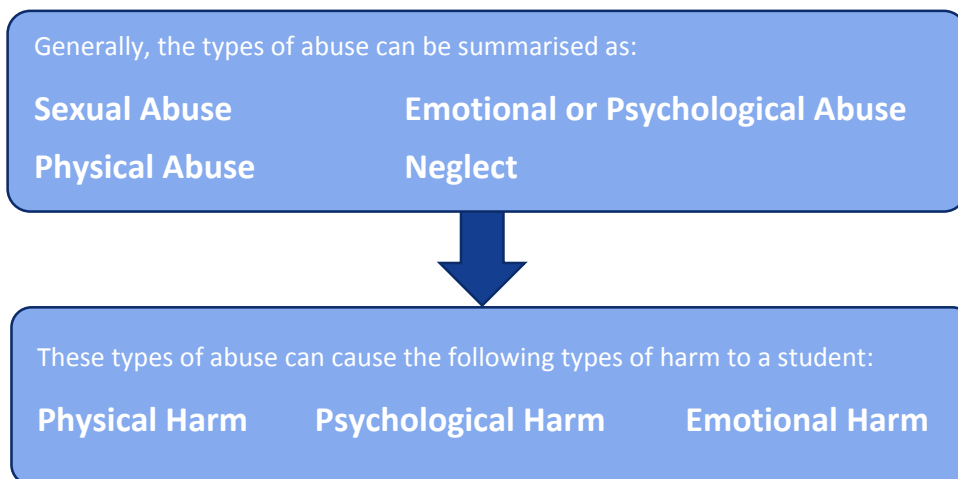 Generally, the types of abuse can be summarised as:
Sexual Abuse Emotional or Psychological Abuse
Physical Abuse Neglect
These types of abuse can cause the following types of harm to a student:
Physical Harm Psychological Harm Emotional Harm